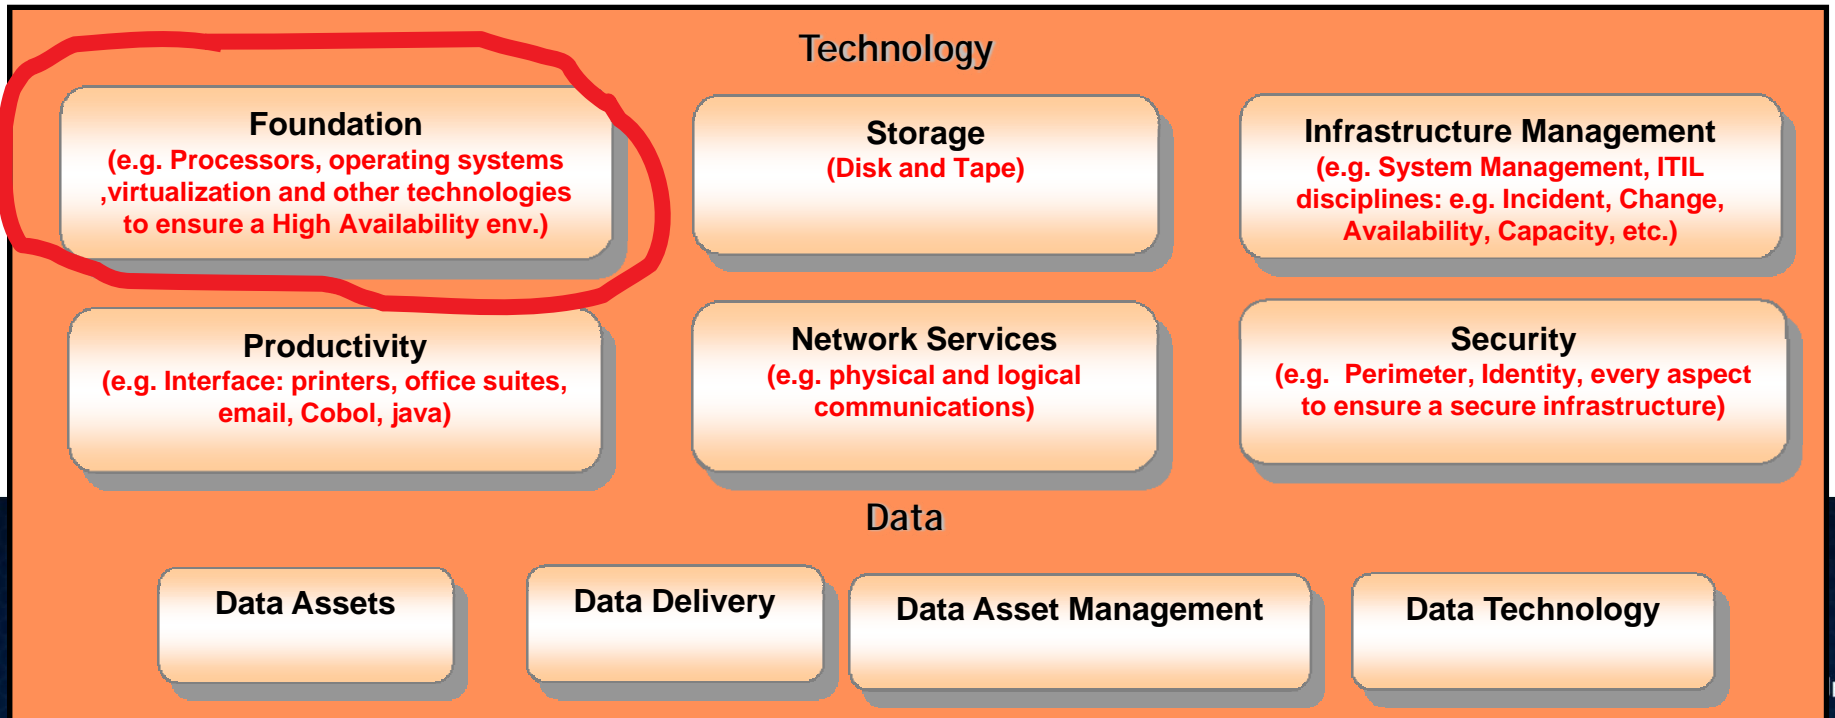 Technology
Foundation
(e.g. Processors, operating systems
,virtualization and other technologies
to ensure a High Availability env.)
Storage
(Disk and Tape)
Infrastructure Management
(e.g. System Management, ITIL
disciplines: e.g. Incident, Change,
Availability, Capacity, etc.)
Productivity
(e.g. Interface: printers, office suites,
email, Cobol, java)
Network Services
(e.g. physical and logical
communications)
Security
(e.g.  Perimeter, Identity, every aspect
to ensure a secure infrastructure)
Data
Data Assets
Data Delivery
Data Asset Management
Data Technology